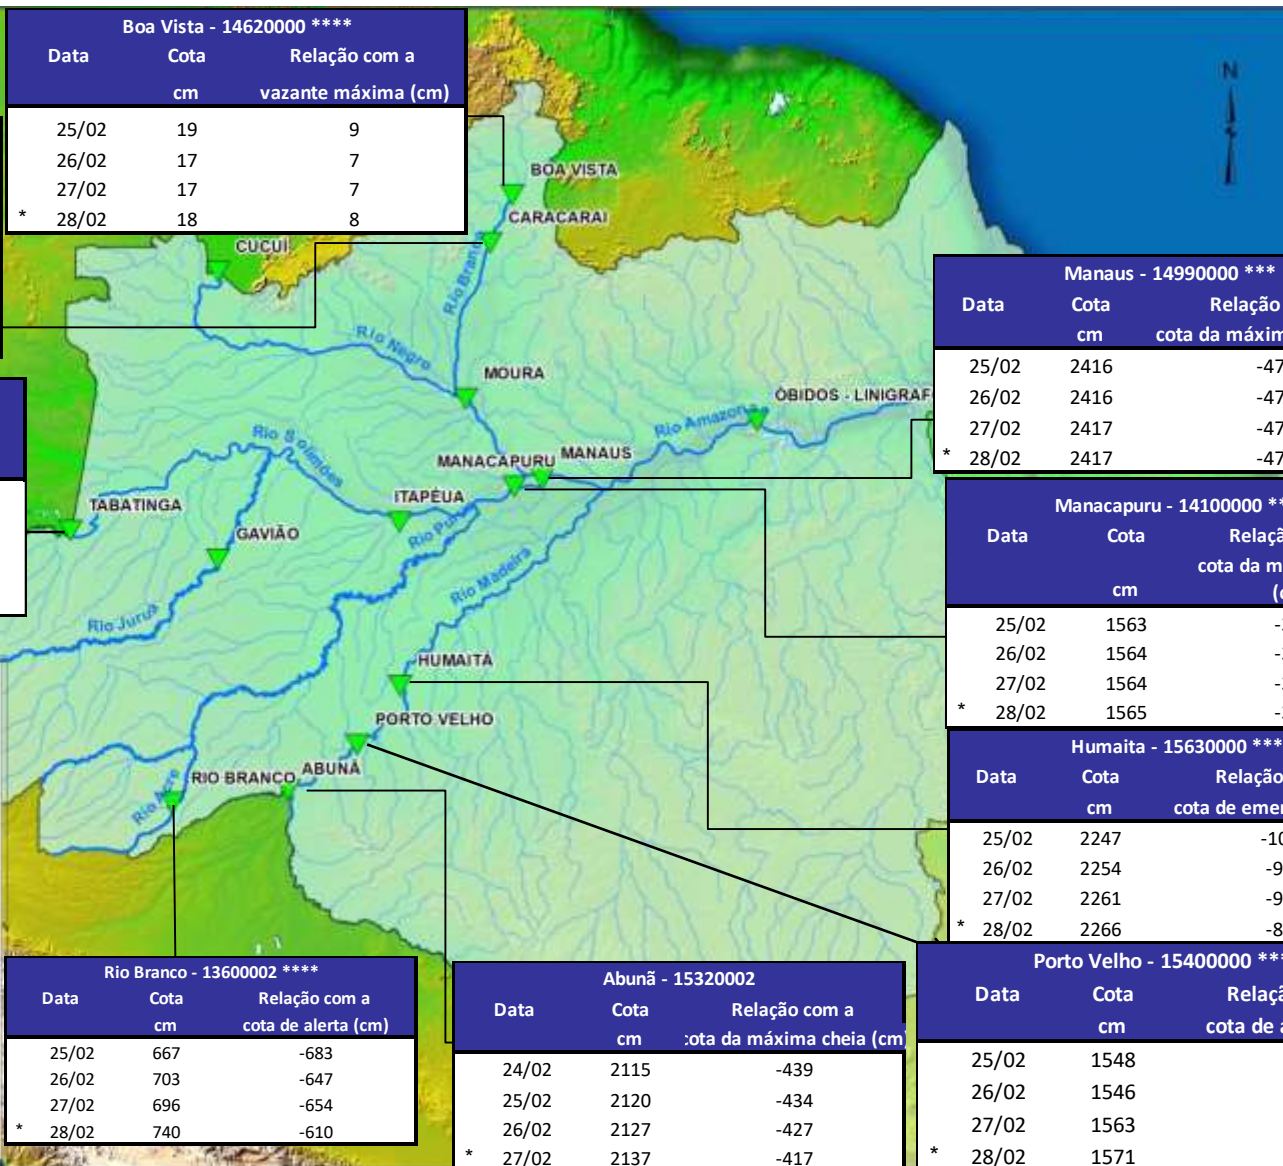 Boa Vista - 14620000 ****
Data Cota Relação com a
cm vazante máxima (cm)
25/02 19 9
26/02 17 7
27/02 17 7
* 28/02 18 8
N
BOA VISTA
CARACARAI
CUCUÍ
Rio Branco
Rio Negro
MOURA
ÓBIDOS - LINIGRAF
Rio Amazonas
Rio Solimões
MANACAPURU
MANAUS
ITAPÉUA
TABATINGA
GAVIÃO
Rio Juruá
Rio Madeira
HUMAITÁ
PORTO VELHO
ABUNÃ
RIO BRANCO
Rio Acre
Manaus - 14990000 ***
Data Cota Relação
cm cota da máxim
25/02 2416 -47
26/02 2416 -47
27/02 2417 -47
* 28/02 2417 -47
Manacapuru - 14100000 **
Data Cota Relaçã
cota da m
cm (c
25/02 1563
26/02 1564
27/02 1564
* 28/02 1565
Humaita - 15630000 ****
Data Cota Relação
cm cota de emer
25/02 2247 -10
26/02 2254 -9
27/02 2261 -9
* 28/02 2266 -8
Porto Velho - 15400000 ***
Data Cota Relaçã
cm cota de a
25/02 1548
26/02 1546
27/02 1563
* 28/02 1571
Rio Branco - 13600002 ****
Data Cota Relação com a
cm cota de alerta (cm)
25/02 667 -683
26/02 703 -647
27/02 696 -654
* 28/02 740 -610
Abunã - 15320002
Data Cota Relação com a
cm cota da máxima cheia (cm)
24/02 2115 -439
25/02 2120 -434
26/02 2127 -427
* 27/02 2137 -417